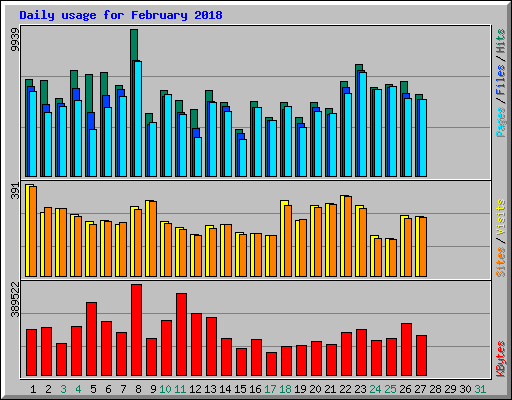 Daily usage for February 2018
9939
Pages / Files / Hits
391
Sites / Visits
389522
KBytes
1 2 3 4 5 6 7 8 9 10 11 12 13 14 15 16 17 18 19 20 21 22 23 24 25 26 27 28 29 30 31